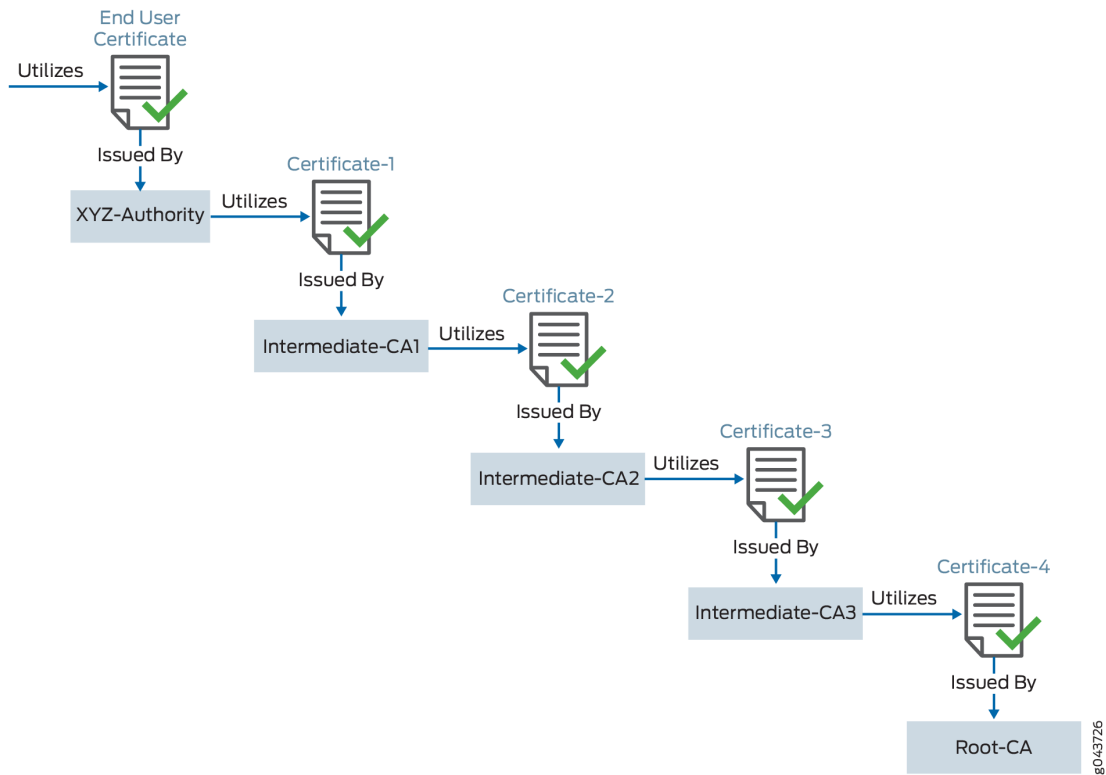 End User
Certificate
Utilizes
Issued By
Certificate-1
XYZ-Authority
Utilizes
Issued By
Certificate-2
Intermediate-CA1
Utilizes
Issued By
Certificate-3
Intermediate-CA2
Utilizes
Issued By
Certificate-4
Intermediate-CA3
Utilizes
Issued By
Root-CA
g043726